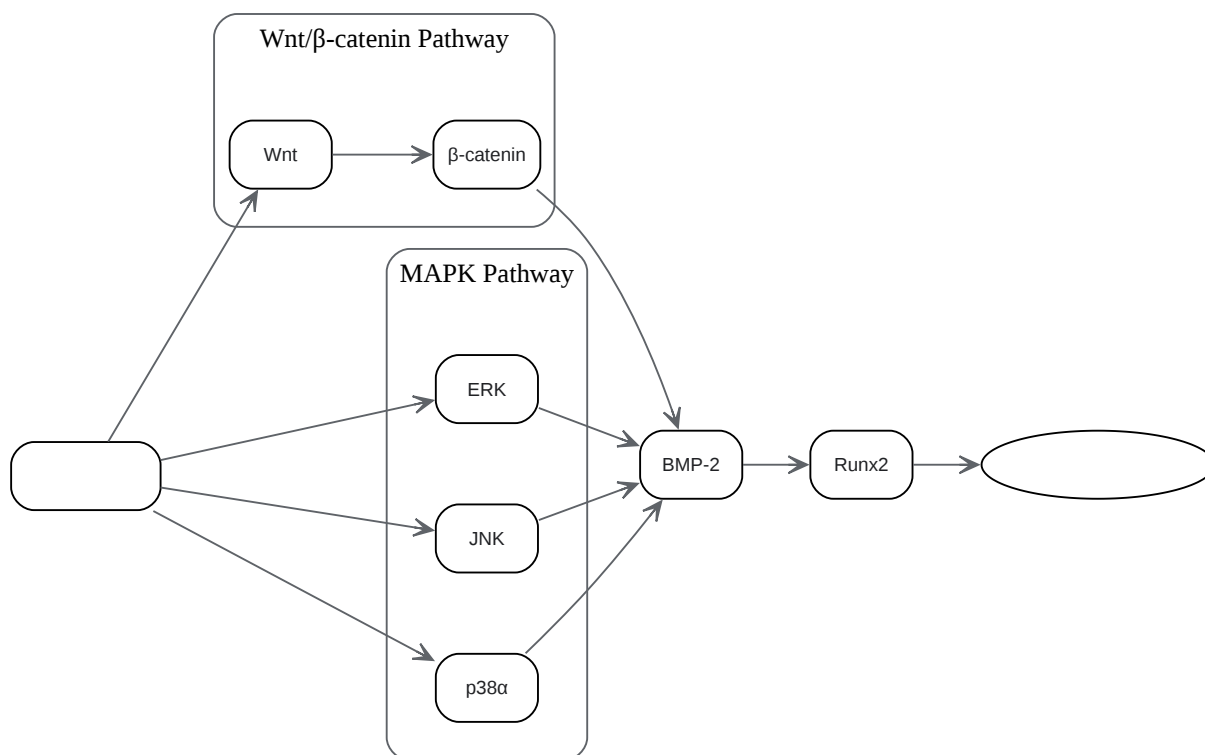 Wnt/β-catenin Pathway
Wnt
β-catenin
MAPK Pathway
ERK
JNK
p38α
BMP-2
Runx2